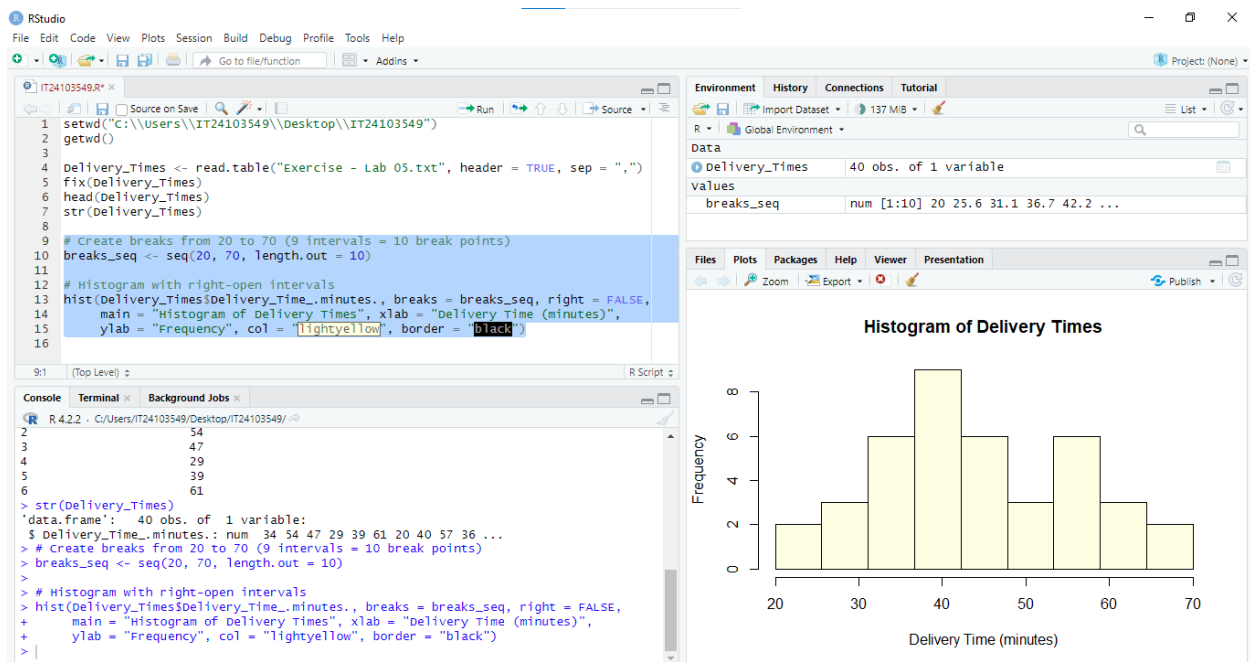 RStudio
File Edit Code View Plots Session Build Debug Profile Tools Help
Go to file/function
Addins
Project: (None)
IT24103549.R*
Source on Save
Run
Source
1 setwd("C:\\Users\\IT24103549\\Desktop\\IT24103549")
2 getwd()
3
4 Delivery_Times <- read.table("Exercise - Lab 05.txt", header = TRUE, sep = ",")
5 fix(Delivery_Times)
6 head(Delivery_Times)
7 str(Delivery_Times)
8
9 # Create breaks from 20 to 70 (9 intervals = 10 break points)
10 breaks_seq <- seq(20, 70, length.out = 10)
11
12 # Histogram with right-open intervals
13 hist(Delivery_Times$Delivery_Time_.minutes., breaks = breaks_seq, right = FALSE,
14 main = "Histogram of Delivery Times", xlab = "Delivery Time (minutes)",
15 ylab = "Frequency", col = "lightyellow", border = "black")
16
9:1 (Top Level) R Script
Console Terminal Background Jobs
R 4.2.2 · C:/Users/IT24103549/Desktop/IT24103549/
2 54
3 47
4 29
5 39
6 61
> str(Delivery_Times)
'data.frame': 40 obs. of 1 variable:
$ Delivery_Time_.minutes.: num 34 54 47 29 39 61 20 40 57 36 ...
> # Create breaks from 20 to 70 (9 intervals = 10 break points)
> breaks_seq <- seq(20, 70, length.out = 10)
>
> # Histogram with right-open intervals
> hist(Delivery_Times$Delivery_Time_.minutes., breaks = breaks_seq, right = FALSE,
+ main = "Histogram of Delivery Times", xlab = "Delivery Time (minutes)",
+ ylab = "Frequency", col = "lightyellow", border = "black")
>
Environment History Connections Tutorial
Import Dataset 137 MiB List
R Global Environment
Data
Delivery_Times 40 obs. of 1 variable
Values
breaks_seq num [1:10] 20 25.6 31.1 36.7 42.2 ...
Files Plots Packages Help Viewer Presentation
Zoom Export Publish
Histogram of Delivery Times
Frequency
8
6
4
2
0
20 30 40 50 60 70
Delivery Time (minutes)